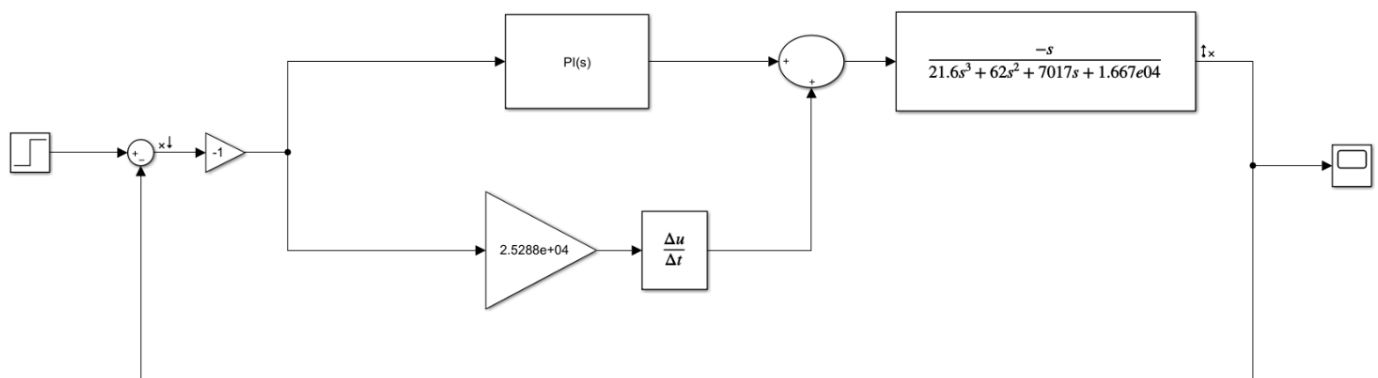 PI(s)
+
+
-s
21.6s³ + 62s² + 7017s + 1.667e04
+
−
-1
2.5288e+04
Δu
Δt